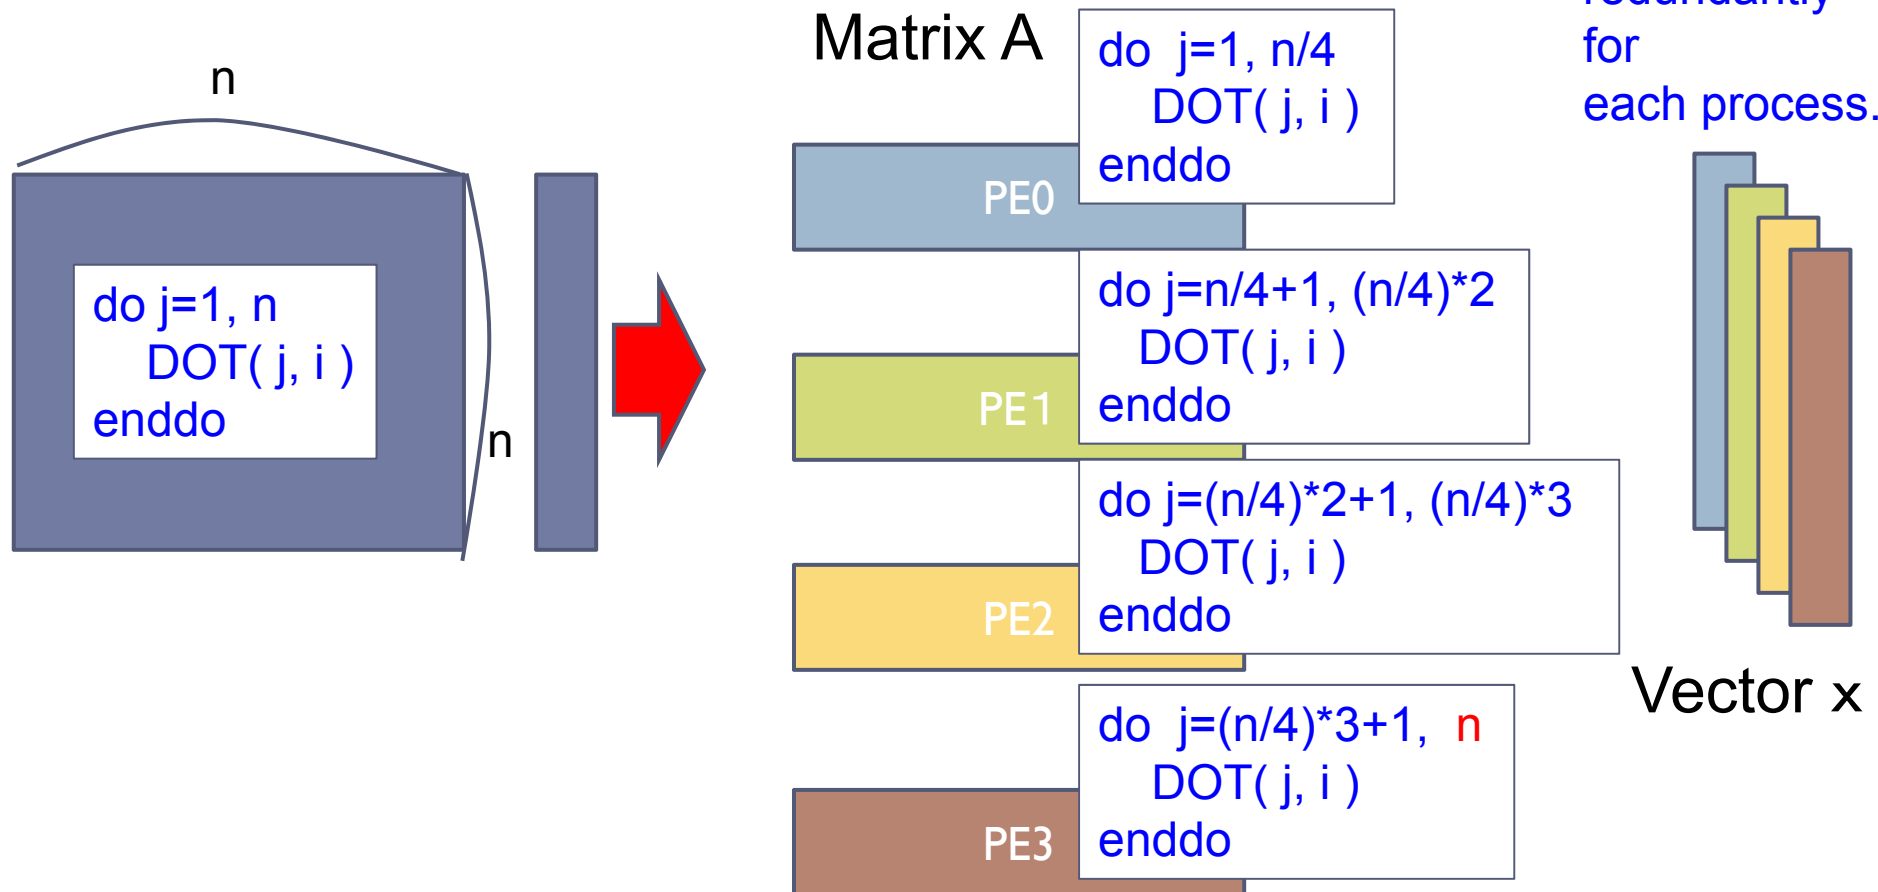 n
do j=1, n
DOT( j, i )
enddo
n
Matrix A
do j=1, n/4
DOT( j, i )
enddo
PE0
do j=n/4+1, (n/4)*2
DOT( j, i )
enddo
PE1
do j=(n/4)*2+1, (n/4)*3
DOT( j, i )
enddo
PE2
do j=(n/4)*3+1, n
DOT( j, i )
enddo
PE3
redundantly
for
each process.
Vector x